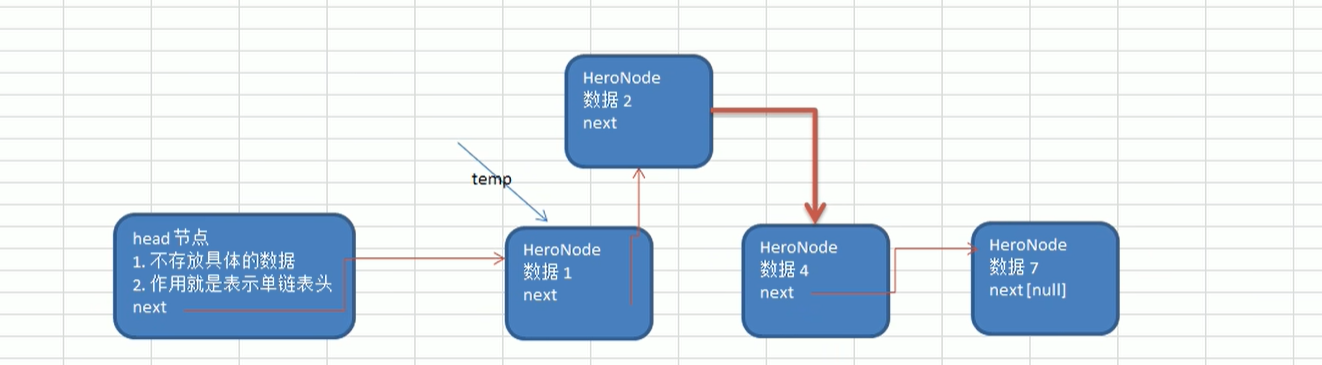 HeroNode
数据 2
next
temp
head 节点
1. 不存放具体的数据
2. 作用就是表示单链表头
next
HeroNode
数据 1
next
HeroNode
数据 4
next
HeroNode
数据 7
next[null]